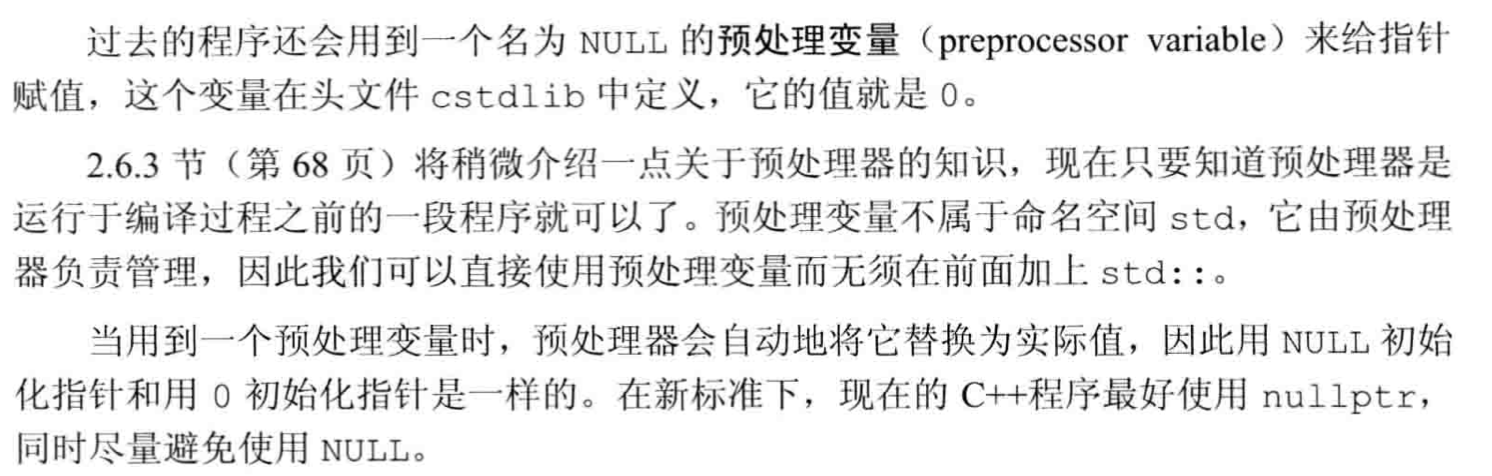 过去的程序还会用到一个名为 NULL 的预处理变量（preprocessor variable）来给指针
赋值，这个变量在头文件 cstdlib 中定义，它的值就是 0。
2.6.3 节（第 68 页）将稍微介绍一点关于预处理器的知识，现在只要知道预处理器是
运行于编译过程之前的一段程序就可以了。预处理变量不属于命名空间 std，它由预处理
器负责管理，因此我们可以直接使用预处理变量而无须在前面加上 std::。
当用到一个预处理变量时，预处理器会自动地将它替换为实际值，因此用 NULL 初始
化指针和用 0 初始化指针是一样的。在新标准下，现在的 C++程序最好使用 nullptr，
同时尽量避免使用 NULL。